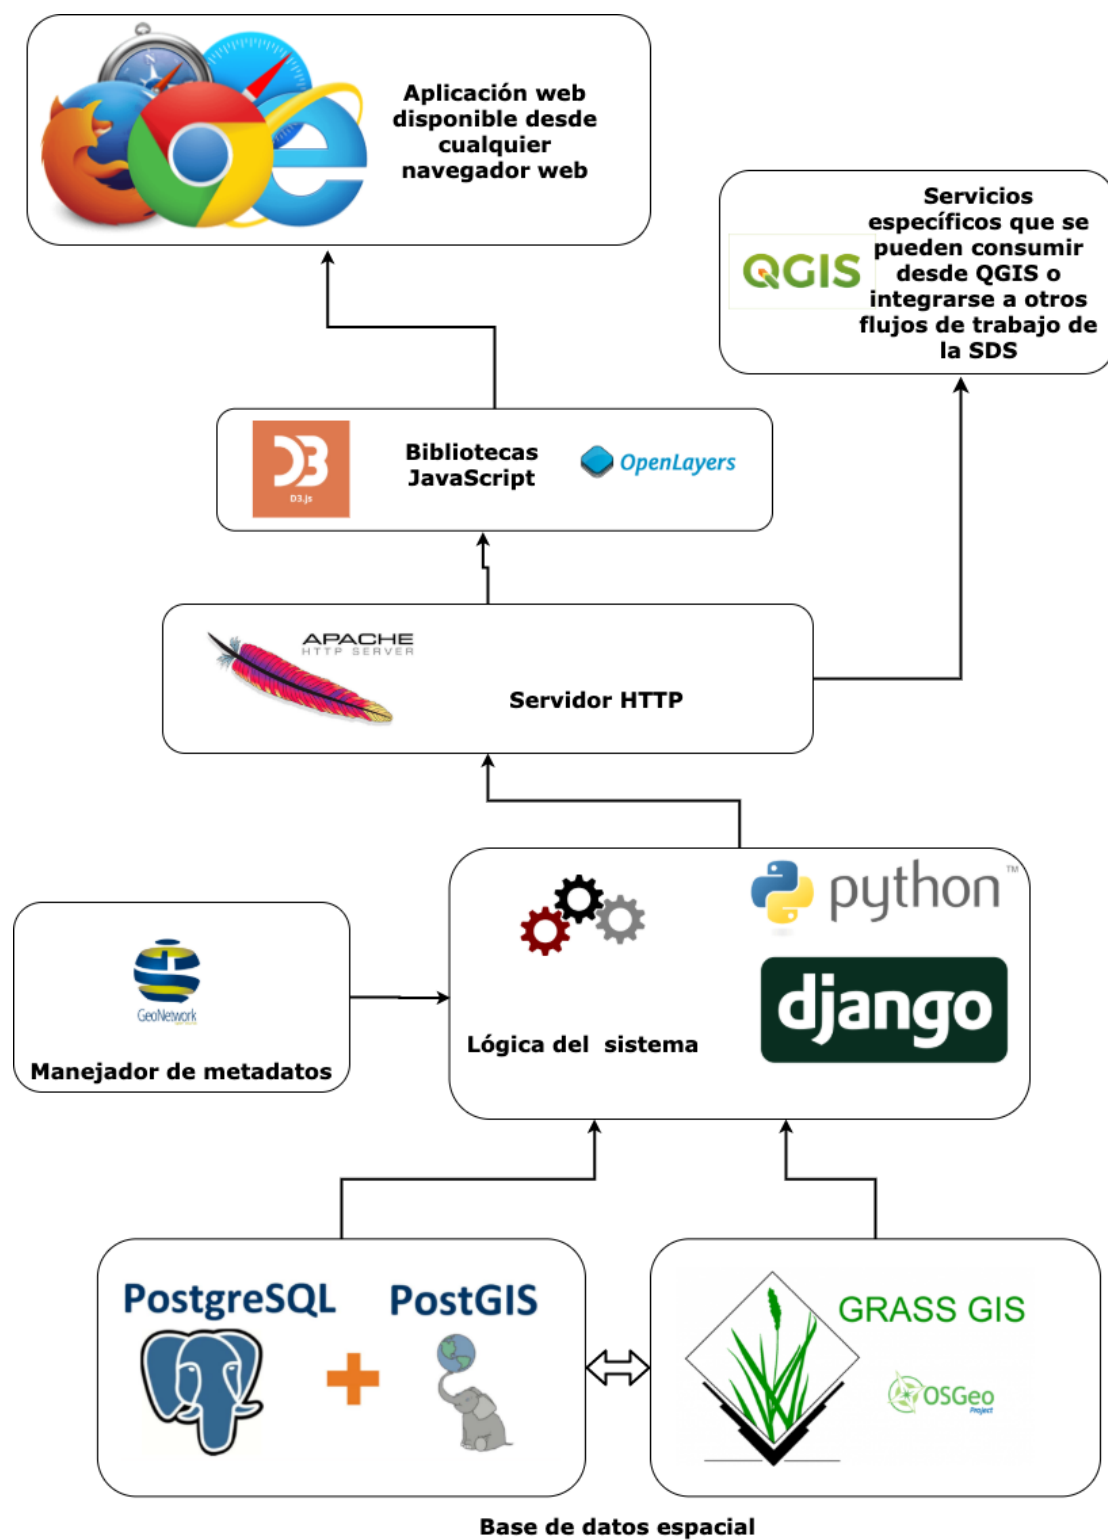 Aplicación web
disponible desde
cualquier
navegador web
Servicios
específicos que se
pueden consumir
desde QGIS o
integrarse a otros
flujos de trabajo de
la SDS
QGIS
D3.js
Bibliotecas
JavaScript
OpenLayers
APACHE
HTTP SERVER
Servidor HTTP
python™
django
Lógica del sistema
GeoNetwork
Manejador de metadatos
PostgreSQL
PostGIS
GRASS GIS
OSGeo
Project
Base de datos espacial